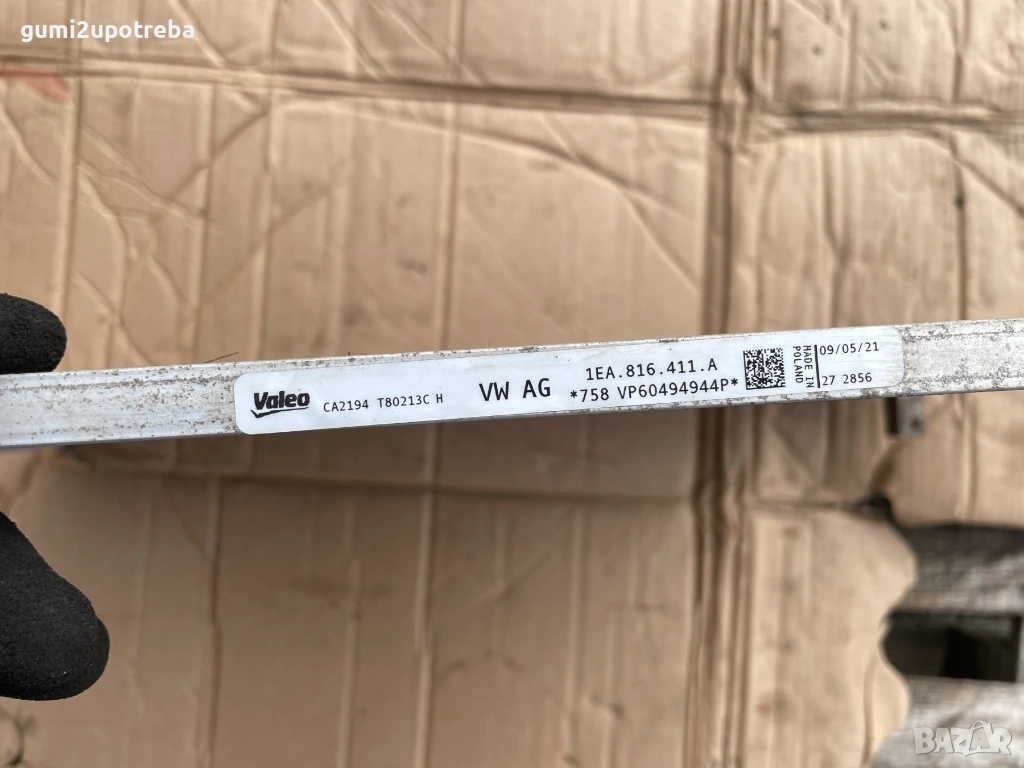 gumi2upotreba
Valeo CA2194 T80213C H VW AG
1EA.816.411.A
*758 VP60494944P*
MADE IN
POLAND
09/05/21
27 2856
BAZAR